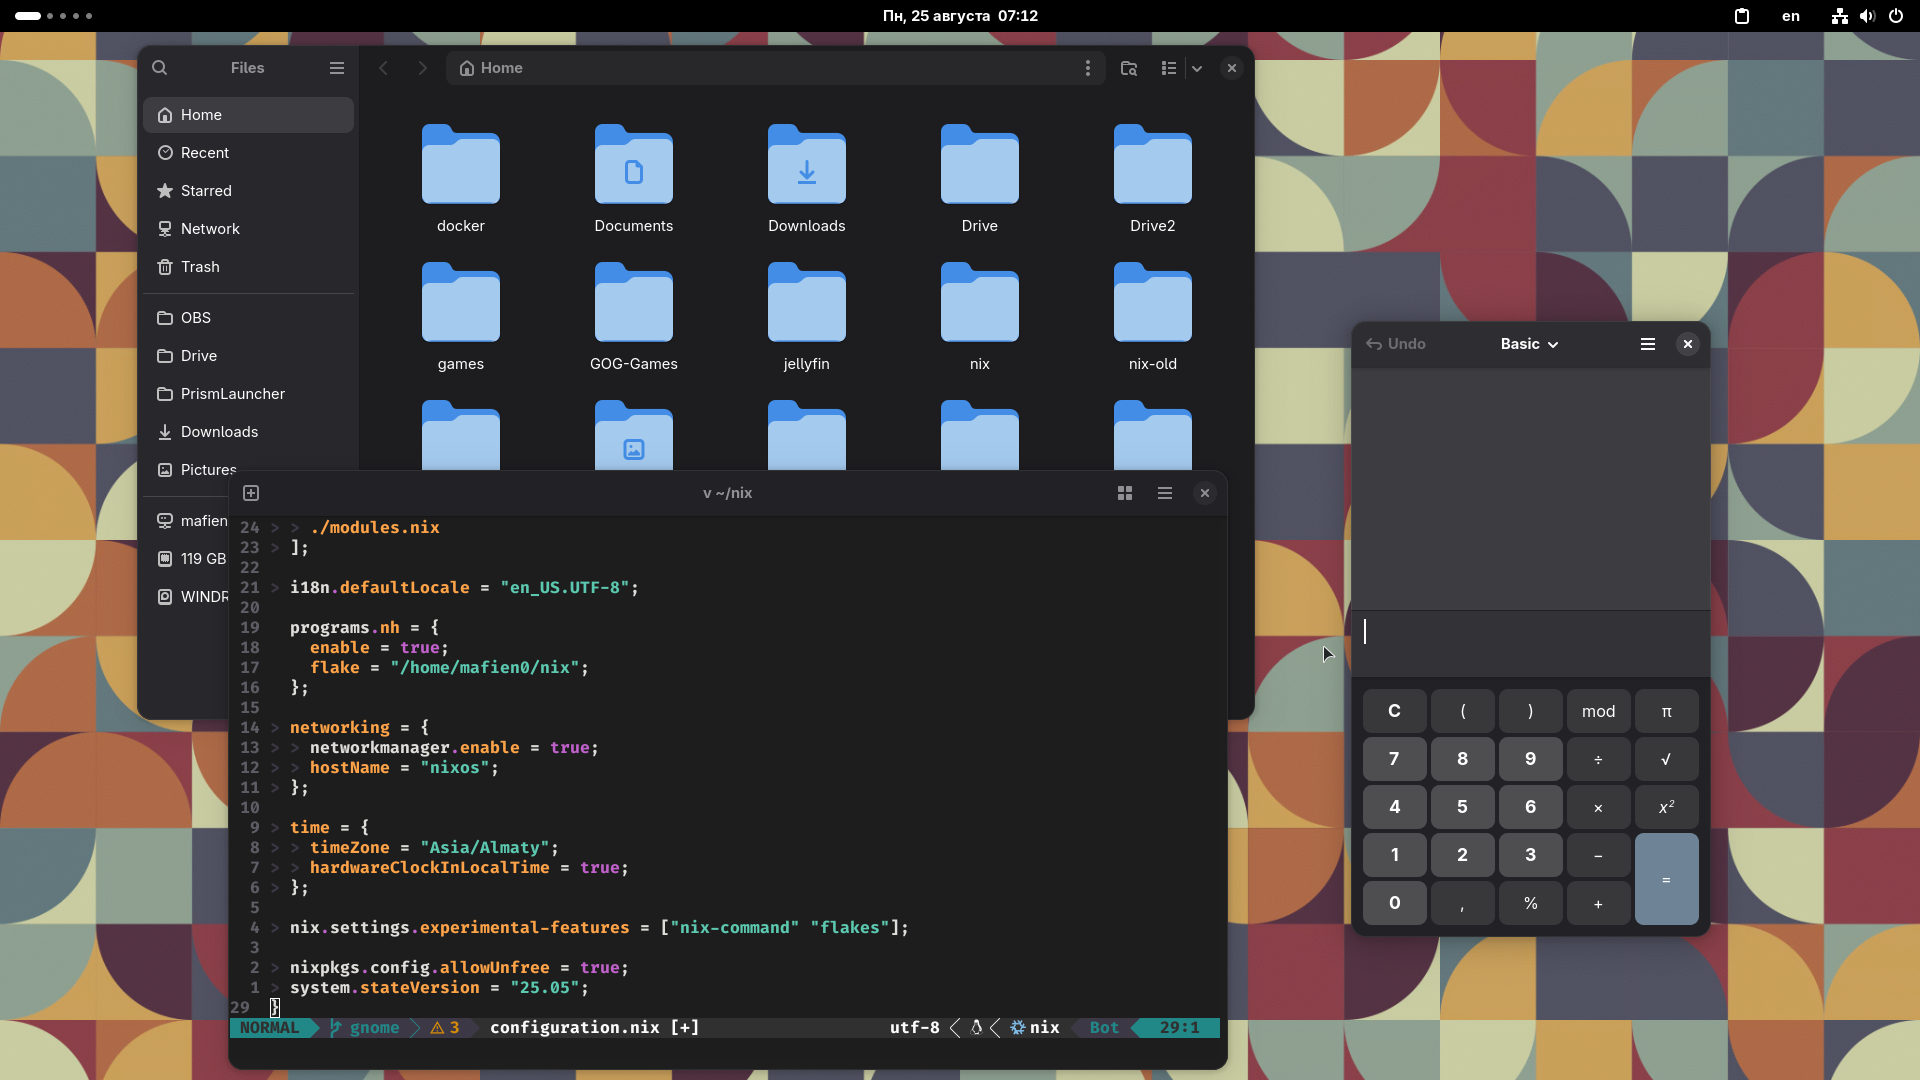 Пн, 25 августа 07:12
en
Files
Home
Home
Recent
Starred
Network
Trash
OBS
Drive
PrismLauncher
Downloads
Pictures
mafien
119 GB
WINDR
docker
Documents
Downloads
Drive
Drive2
games
GOG-Games
jellyfin
nix
nix-old
v ~/nix
24 > > ./modules.nix
23 > ];
22
21 > i18n.defaultLocale = "en_US.UTF-8";
20
19 programs.nh = {
18 enable = true;
17 flake = "/home/mafien0/nix";
16 };
15
14 > networking = {
13 > > networkmanager.enable = true;
12 > > hostName = "nixos";
11 > };
10
9 > time = {
8 > > timeZone = "Asia/Almaty";
7 > > hardwareClockInLocalTime = true;
6 > };
5
4 > nix.settings.experimental-features = ["nix-command" "flakes"];
3
2 > nixpkgs.config.allowUnfree = true;
1 > system.stateVersion = "25.05";
29 }
NORMAL gnome ⚠ 3 configuration.nix [+] utf-8 nix Bot 29:1
Undo
Basic
C ( ) mod π
7 8 9 ÷ √
4 5 6 × x²
1 2 3 − =
0 , % +